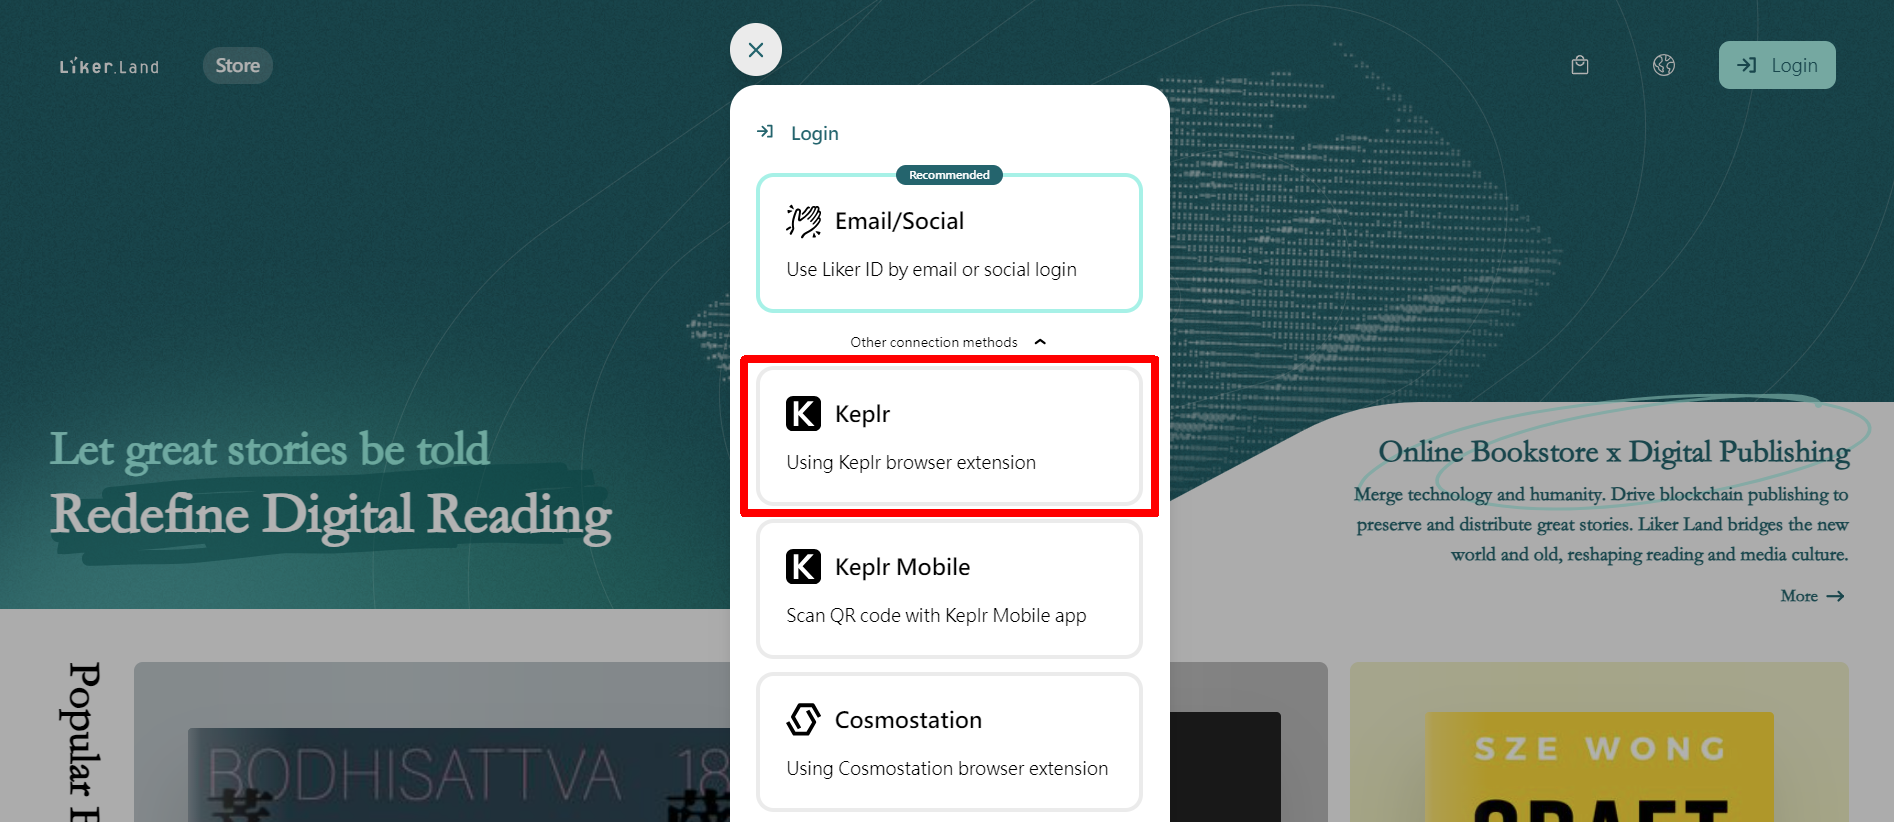 Liker.Land
Store
Login
Login
Recommended
Email/Social
Use Liker ID by email or social login
Other connection methods
Keplr
Using Keplr browser extension
Keplr Mobile
Scan QR code with Keplr Mobile app
Cosmostation
Using Cosmostation browser extension
Let great stories be told
Redefine Digital Reading
Online Bookstore x Digital Publishing
Merge technology and humanity. Drive blockchain publishing to
preserve and distribute great stories. Liker Land bridges the new
world and old, reshaping reading and media culture.
More
Popular
BODHISATTVA 18
SZE WONG
CRAFT